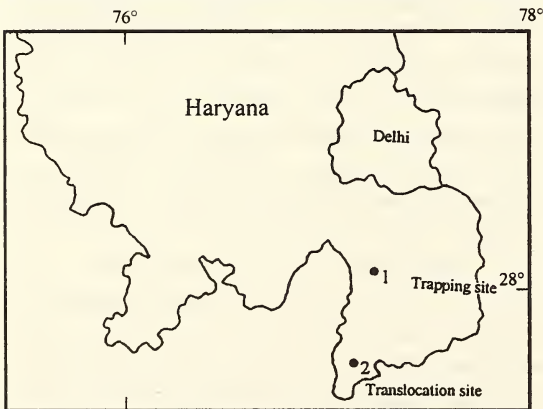 76°
78°
Haryana
Delhi
1 Trapping site 28°
2
Translocation site